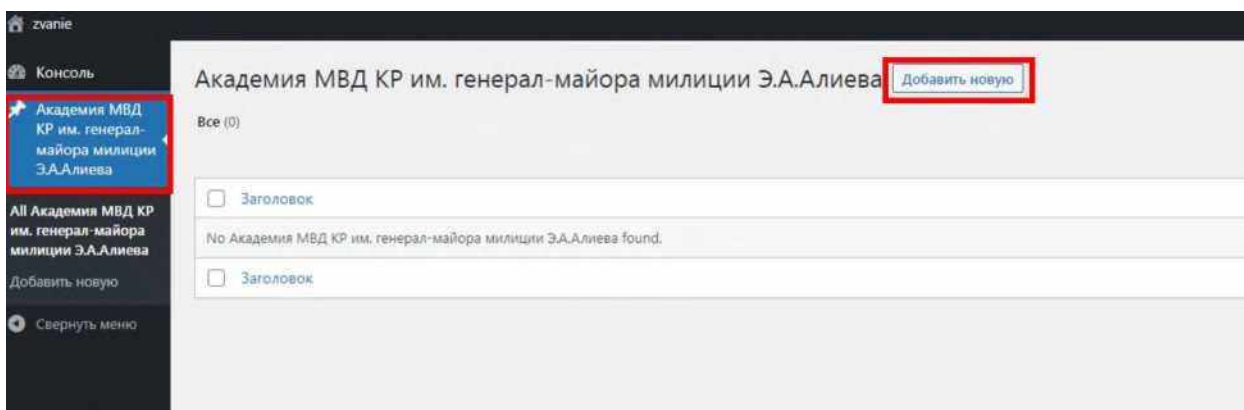 zvanie
Консоль
Академия МВД
КР им. генерал-
майора милиции
Э.А.Алиева
All Академия МВД КР
им. генерал-майора
милиции Э.А.Алиева
Добавить новую
Свернуть меню
Академия МВД КР им. генерал-майора милиции Э.А.Алиева Добавить новую
Все (0)
Заголовок
No Академия МВД КР им. генерал-майора милиции Э.А.Алиева found.
Заголовок